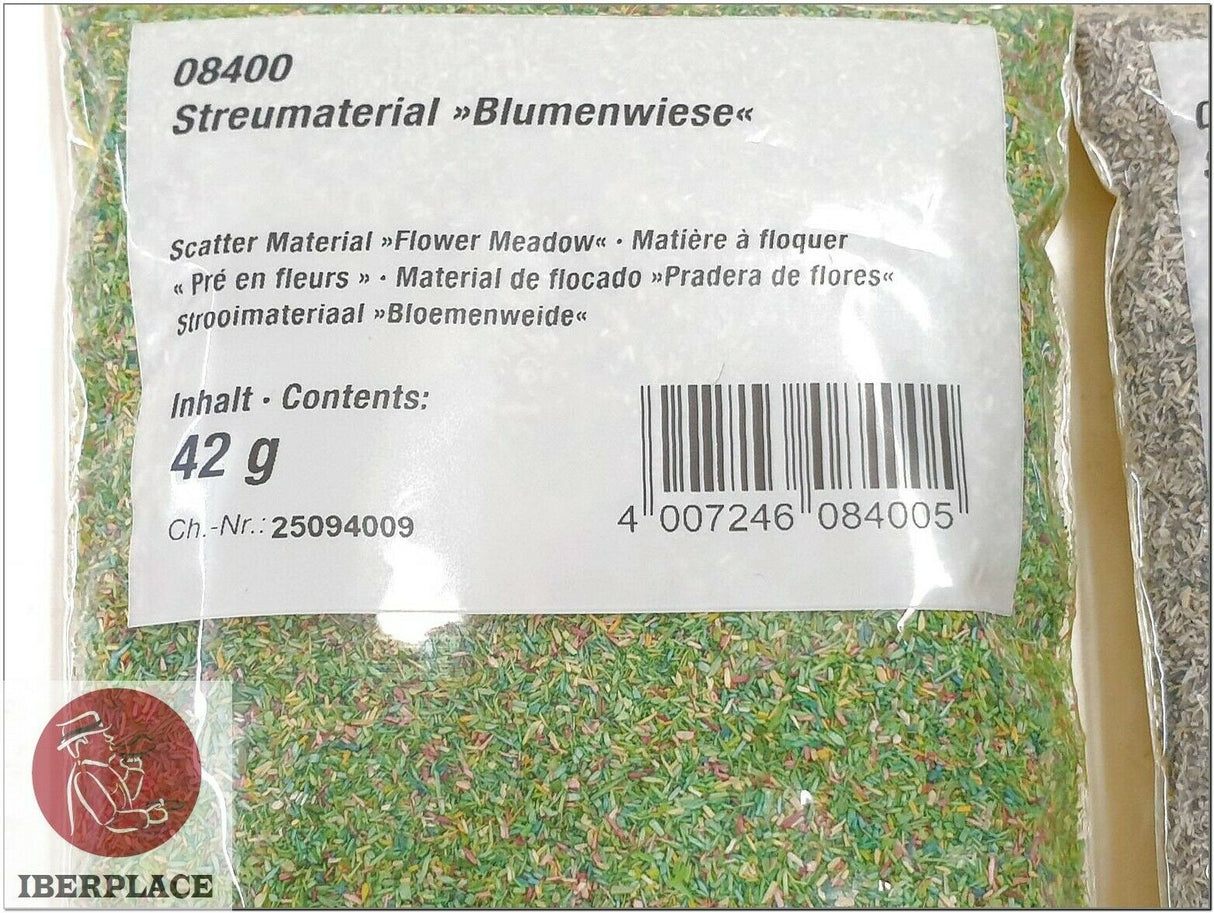 08400
Streumaterial »Blumenwiese«
Scatter Material »Flower Meadow« · Matière à floquer
« Pré en fleurs » · Material de flocado »Pradera de flores«
Strooimateriaal »Bloemenweide«
Inhalt · Contents:
42 g
Ch.-Nr.: 25094009
4 007246 084005
IBERPLACE